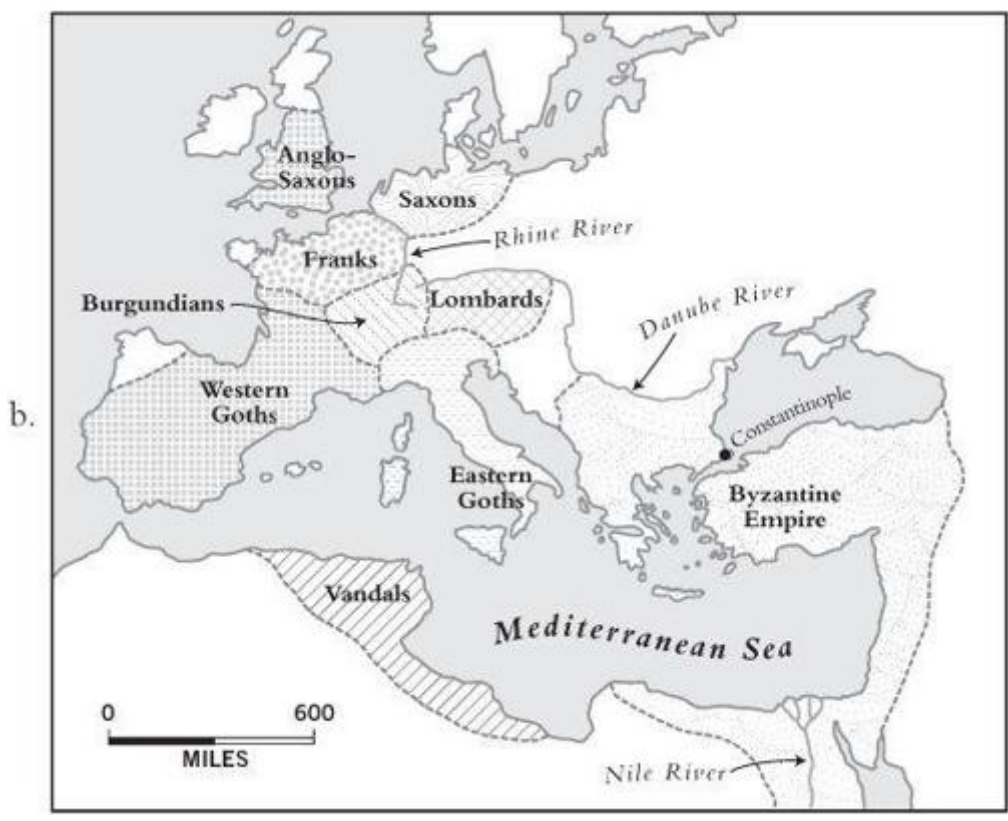 Anglo-
Saxons
Saxons
Rhine River
Franks
Burgundians
Lombards
Danube River
Western
Goths
b.
Constantinople
Eastern
Goths
Byzantine
Empire
Vandals
Mediterranean Sea
0 600
MILES
Nile River